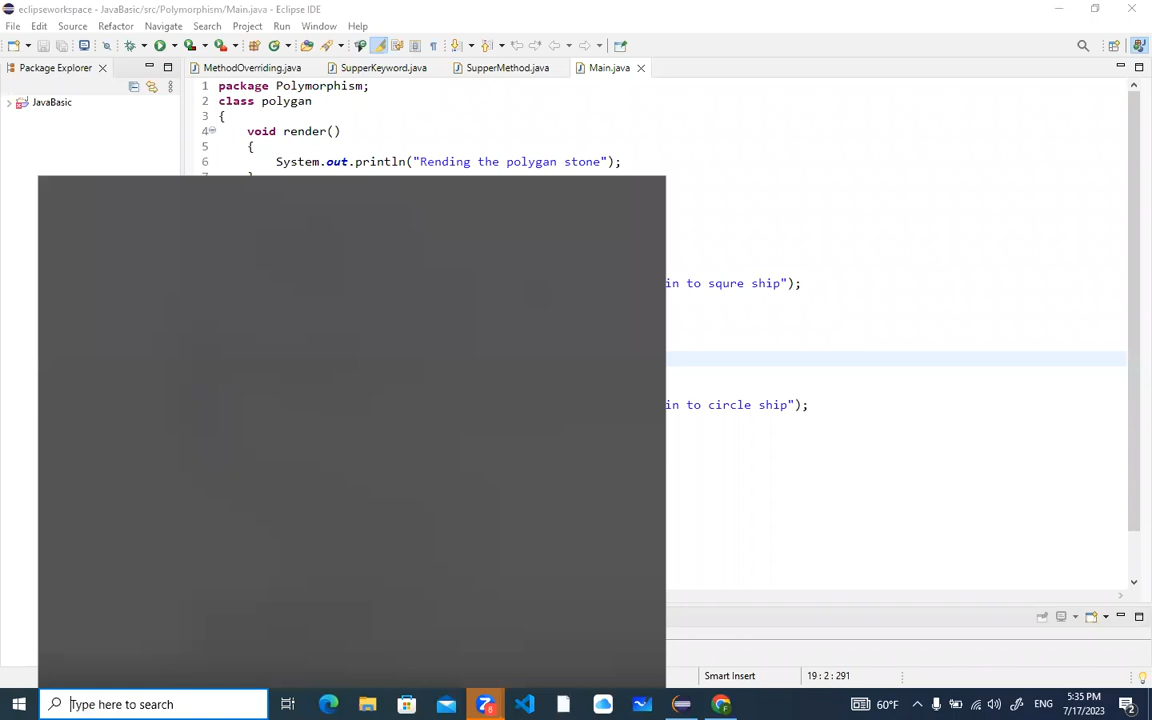 eclipseworkspace - JavaBasic/src/Polymorphism/Main.java - Eclipse IDE
File Edit Source Refactor Navigate Search Project Run Window Help
Package Explorer MethodOverriding.java SupperKeyword.java SupperMethod.java Main.java
JavaBasic
1 package Polymorphism;
2 class polygan
3 {
4 void render()
5 {
6 System.out.println("Rending the polygan stone");
in to squre ship");
in to circle ship");
Smart Insert 19 : 2 : 291
Type here to search
8
60°F
ENG
5:35 PM
7/17/2023
2